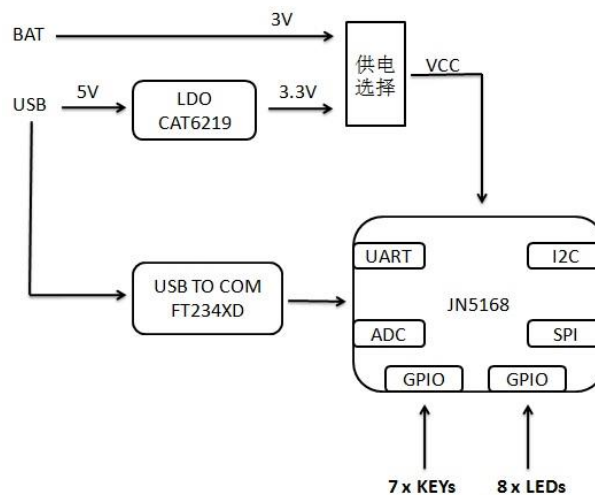 BAT
3V
USB
5V
LDO
CAT6219
3.3V
供电
选择
VCC
USB TO COM
FT234XD
UART
I2C
JN5168
ADC
SPI
GPIO
GPIO
7 x KEYs
8 x LEDs